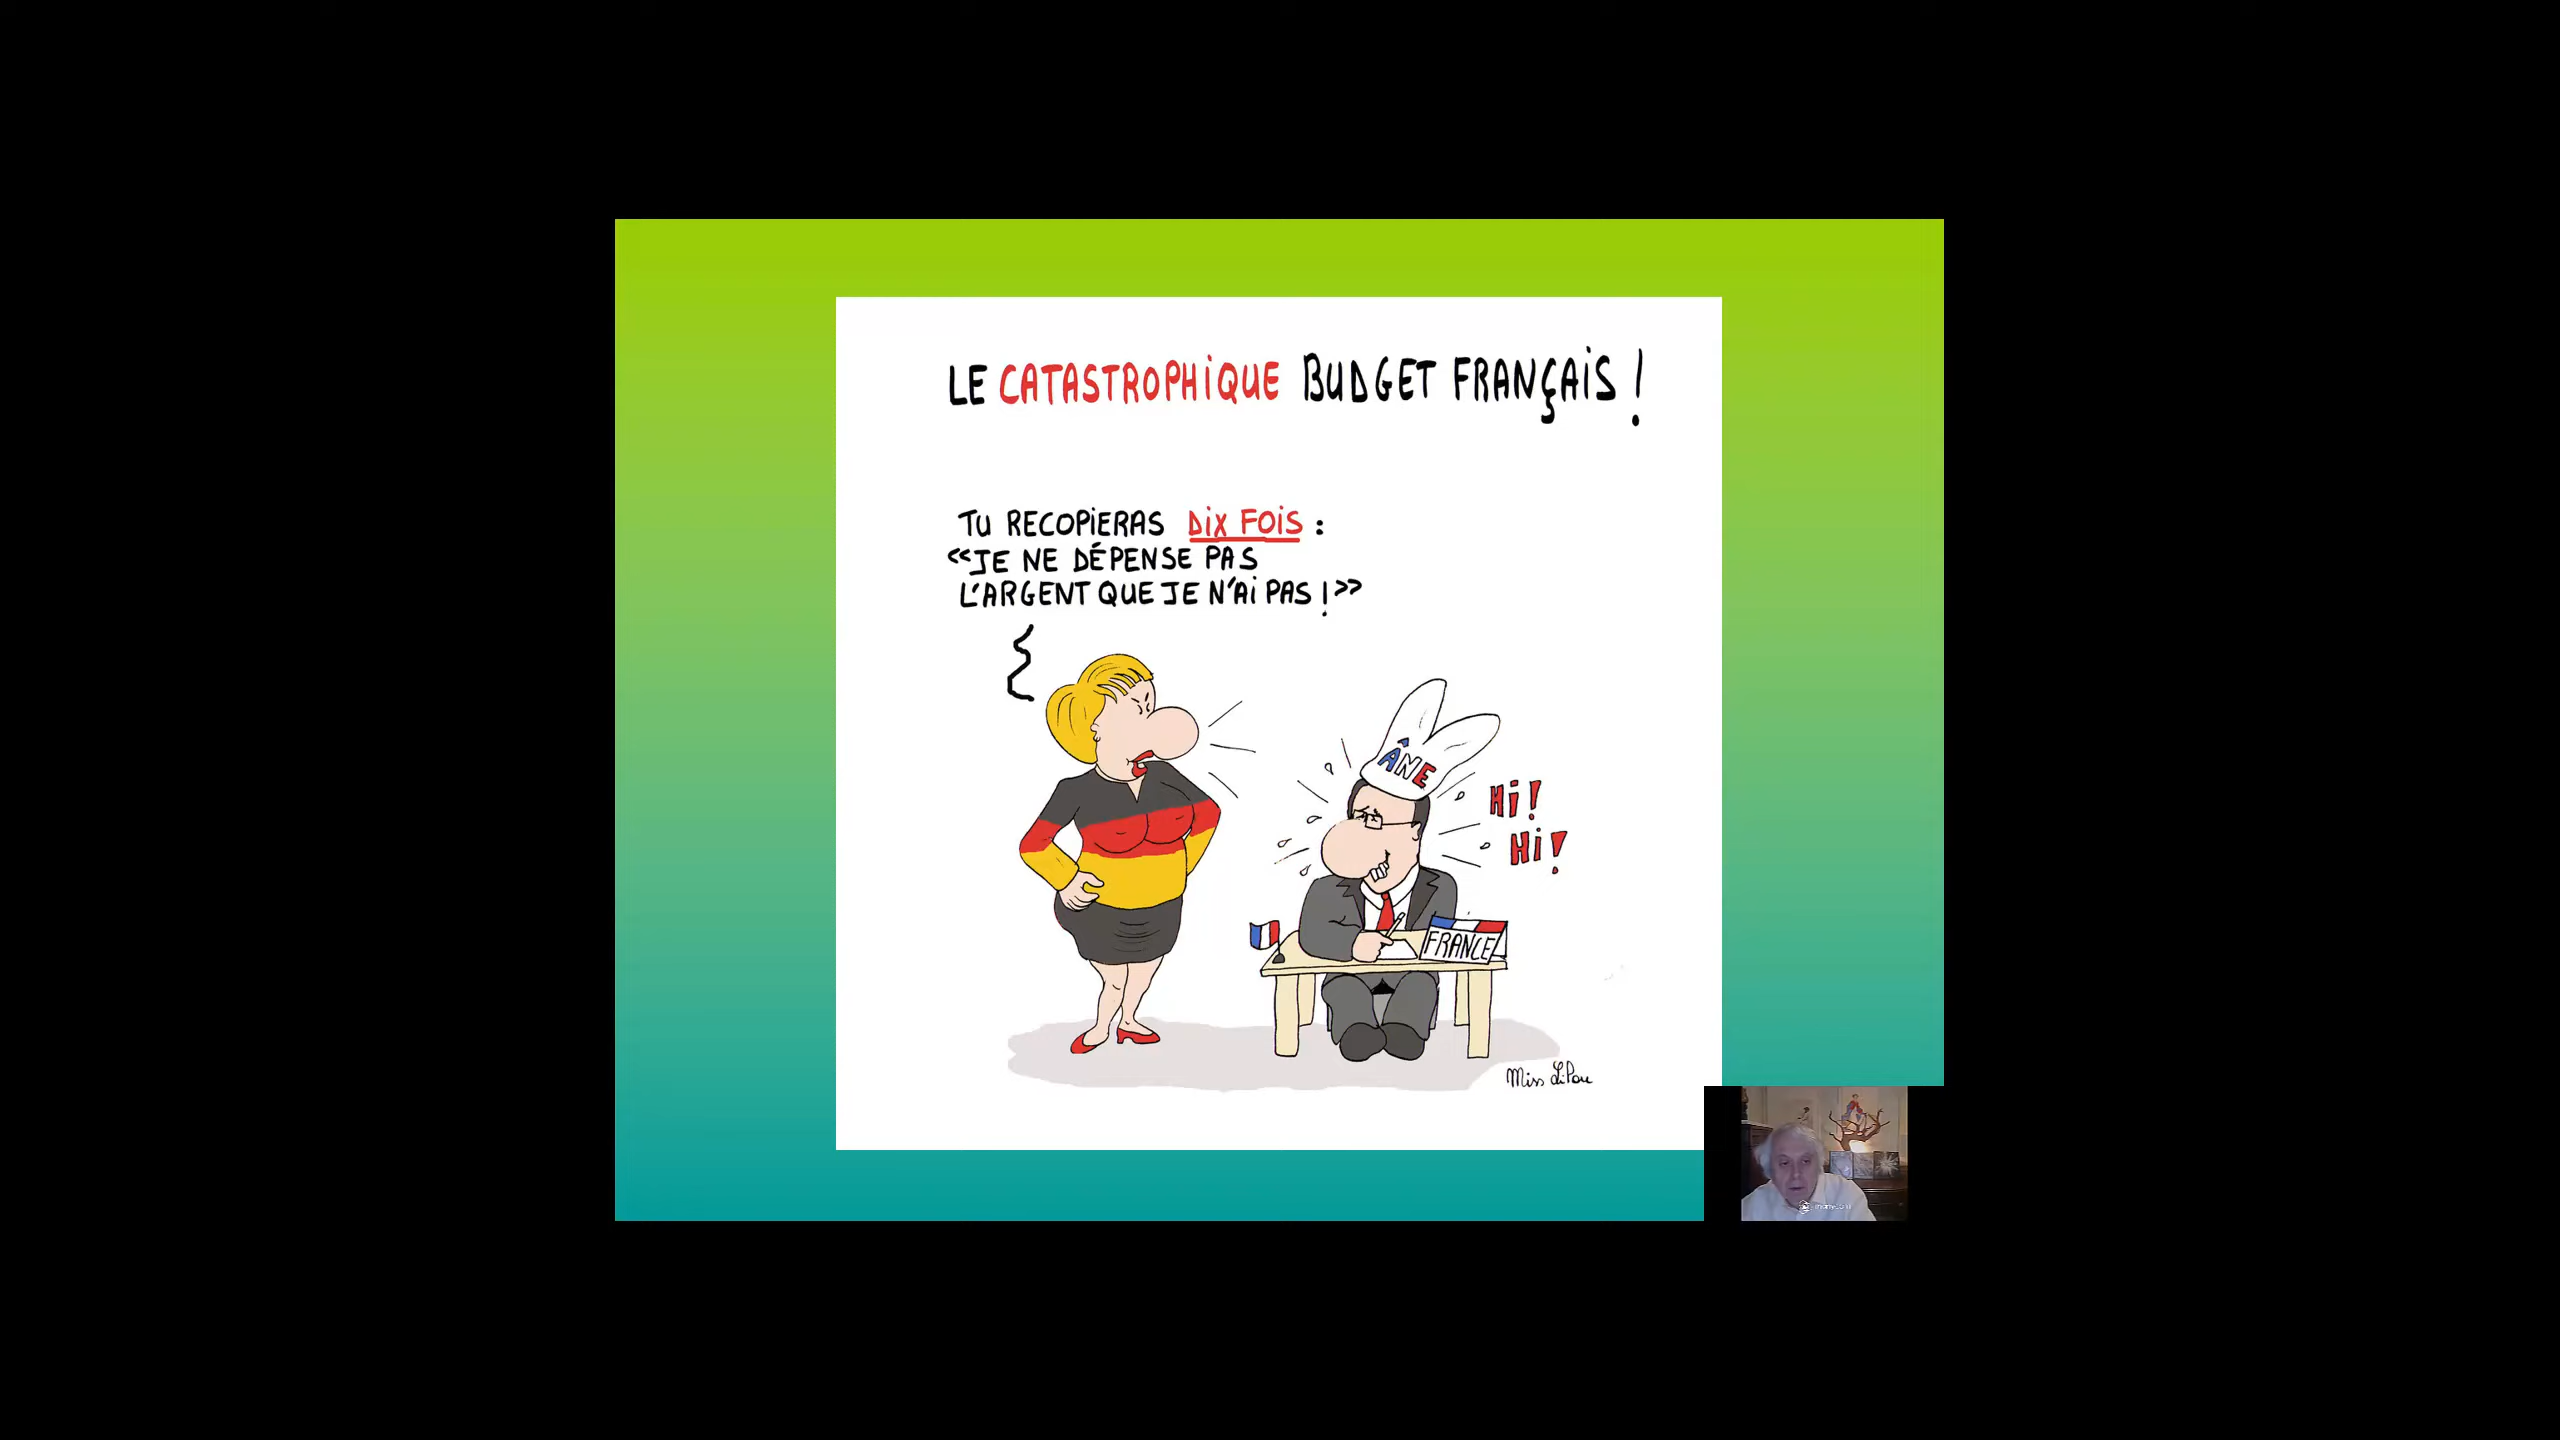 LE CATASTROPHiQUE BUDGET FRANÇAiS !
TU RECOPiERAS DiX FOiS :
«JE NE DÉPENSE PAS
L'ARGENT QUE JE N'Ai PAS !»
ÂNE
Hi!
Hi!
FRANCE
Miss LiLou